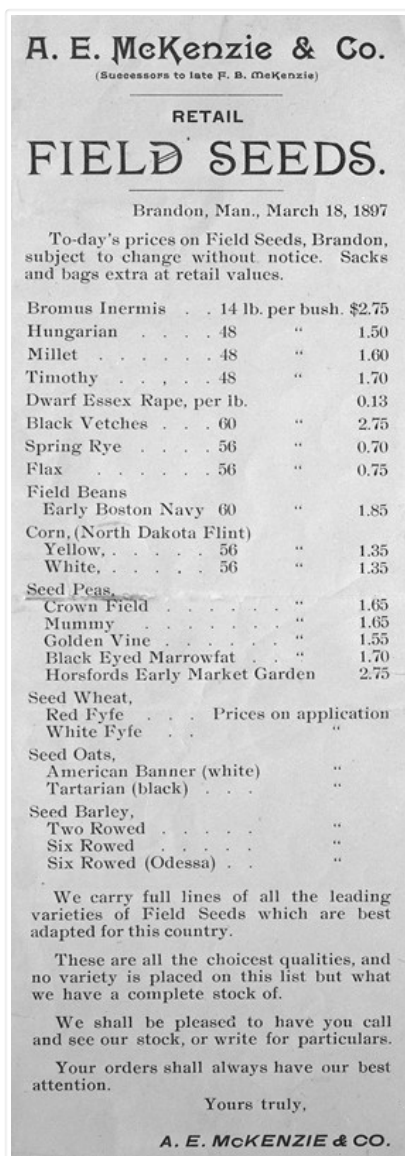 A. E. McKenzie & Co.
(Successors to late F. B. McKenzie)
RETAIL
FIELD SEEDS.
Brandon, Man., March 18, 1897
To-day's prices on Field Seeds, Brandon,
subject to change without notice. Sacks
and bags extra at retail values.
Bromus Inermis . . 14 lb. per bush. $2.75
Hungarian . . . . 48 “ 1.50
Millet . . . . . . 48 “ 1.60
Timothy . . , . . 48 “ 1.70
Dwarf Essex Rape, per lb. 0.13
Black Vetches . . . 60 “ 2.75
Spring Rye . . . . 56 “ 0.70
Flax . . . . . . 56 “ 0.75
Field Beans
Early Boston Navy 60 “ 1.85
Corn, (North Dakota Flint)
Yellow, . . . . . 56 “ 1.35
White, . . . . . 56 “ 1.35
Seed Peas,
Crown Field . . . . . . “ 1.65
Mummy . . . . . . . “ 1.65
Golden Vine . . . . . . “ 1.55
Black Eyed Marrowfat . . “ 1.70
Horsfords Early Market Garden 2.75
Seed Wheat,
Red Fyfe . . . Prices on application
White Fyfe . . “
Seed Oats,
American Banner (white) “
Tartarian (black) . . . “
Seed Barley,
Two Rowed . . . . . “
Six Rowed . . . . . “
Six Rowed (Odessa) . . “
We carry full lines of all the leading
varieties of Field Seeds which are best
adapted for this country.
These are all the choicest qualities, and
no variety is placed on this list but what
we have a complete stock of.
We shall be pleased to have you call
and see our stock, or write for particulars.
Your orders shall always have our best
attention.
Yours truly,
A. E. McKENZIE & CO.